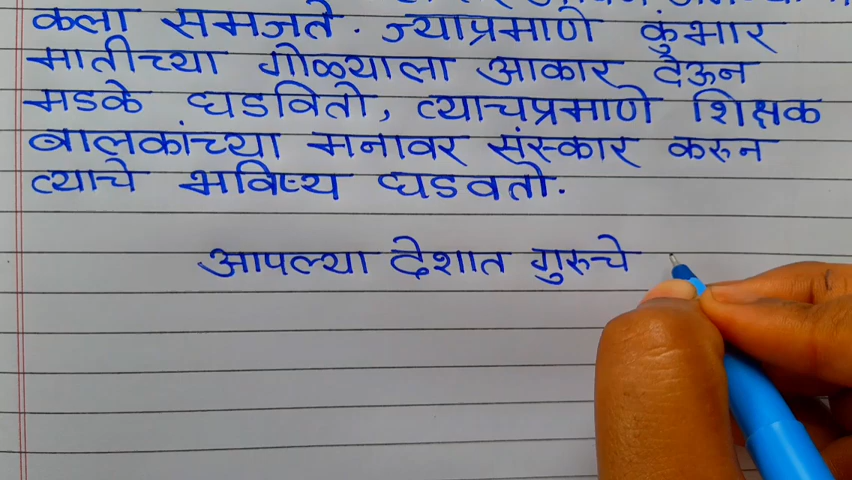 कला समजते. ज्याप्रमाणे कुंभार
मातीच्या गोळ्याला आकार देऊन
मडके घडवितो, त्याचप्रमाणे शिक्षक
बालकांच्या मनावर संस्कार करुन
त्याचे भविष्य घडवतो.
आपल्या देशात गुरुचे